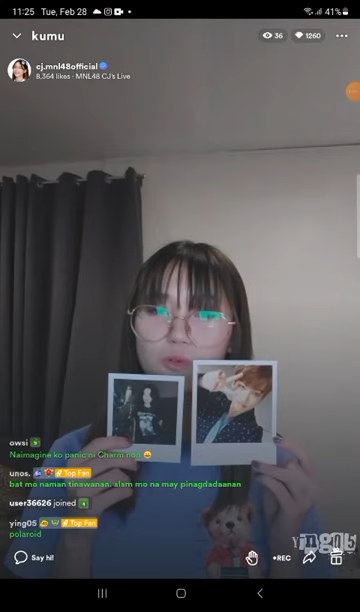 11:25 Tue, Feb 28 41%
kumu 36 1260
cj.mnl48official
8,364 likes · MNL48 CJ's Live
owsi
Naimagine ko panic ni Charm no
unos. Top Fan
bat mo naman tinawanan. alam mo na may pinagdadaanan
user36626 joined
ying05 Top Fan
polaroid
Say hi!
REC